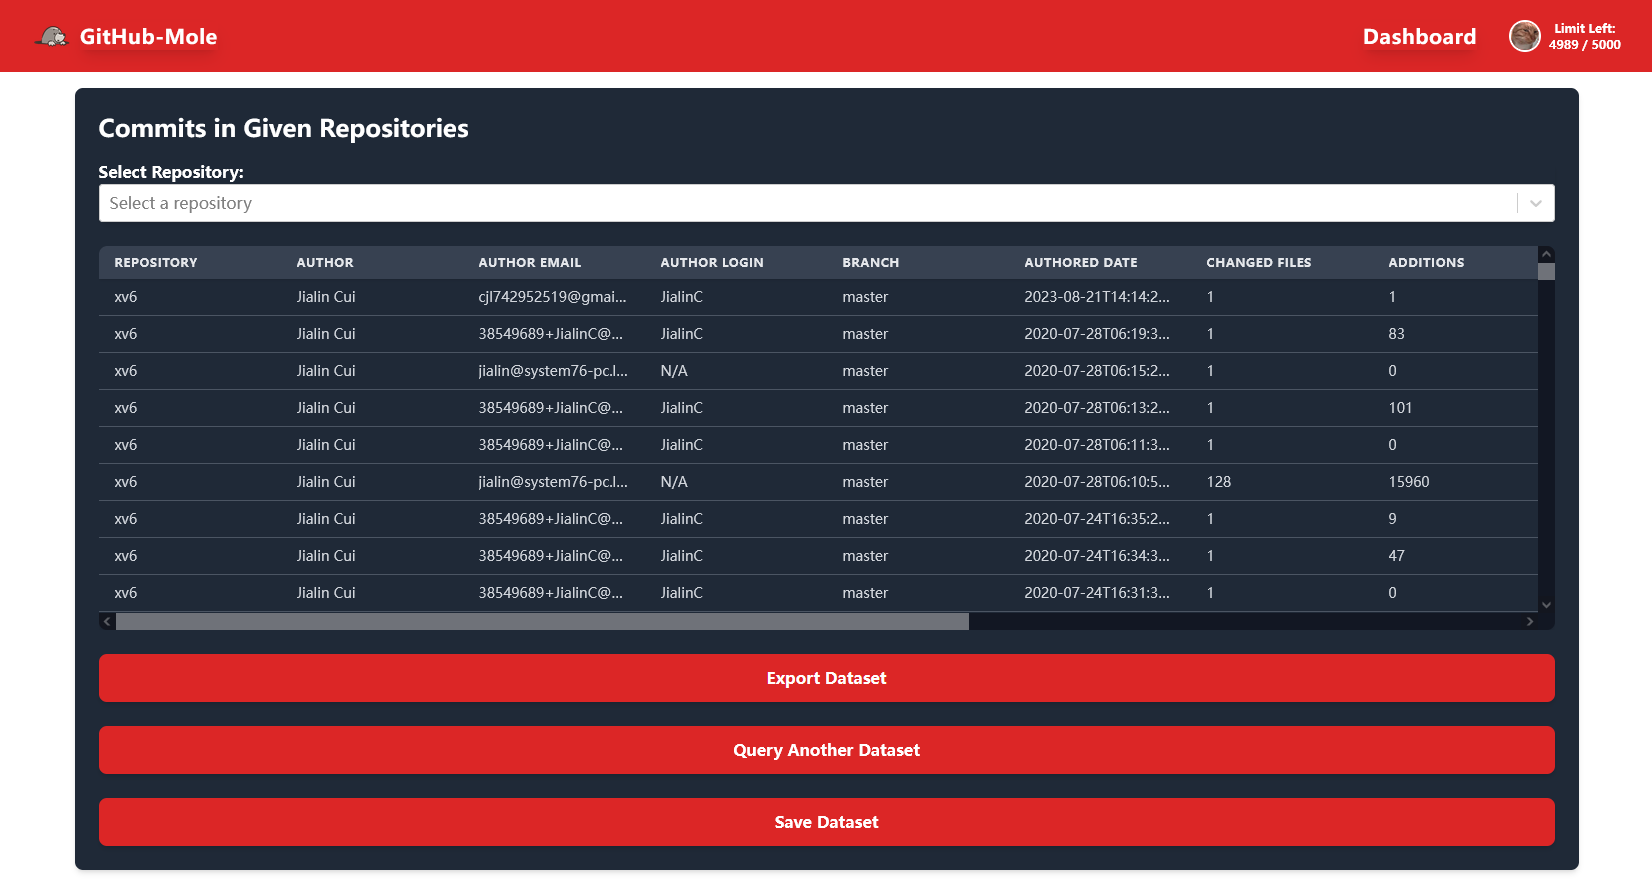 GitHub-Mole
Dashboard
Limit Left:
4989 / 5000
Commits in Given Repositories
Select Repository:
Select a repository
REPOSITORY AUTHOR AUTHOR EMAIL AUTHOR LOGIN BRANCH AUTHORED DATE CHANGED FILES ADDITIONS
xv6 Jialin Cui cjl742952519@gmai... JialinC master 2023-08-21T14:14:2... 1 1
xv6 Jialin Cui 38549689+JialinC@... JialinC master 2020-07-28T06:19:3... 1 83
xv6 Jialin Cui jialin@system76-pc.l... N/A master 2020-07-28T06:15:2... 1 0
xv6 Jialin Cui 38549689+JialinC@... JialinC master 2020-07-28T06:13:2... 1 101
xv6 Jialin Cui 38549689+JialinC@... JialinC master 2020-07-28T06:11:3... 1 0
xv6 Jialin Cui jialin@system76-pc.l... N/A master 2020-07-28T06:10:5... 128 15960
xv6 Jialin Cui 38549689+JialinC@... JialinC master 2020-07-24T16:35:2... 1 9
xv6 Jialin Cui 38549689+JialinC@... JialinC master 2020-07-24T16:34:3... 1 47
xv6 Jialin Cui 38549689+JialinC@... JialinC master 2020-07-24T16:31:3... 1 0
Export Dataset
Query Another Dataset
Save Dataset